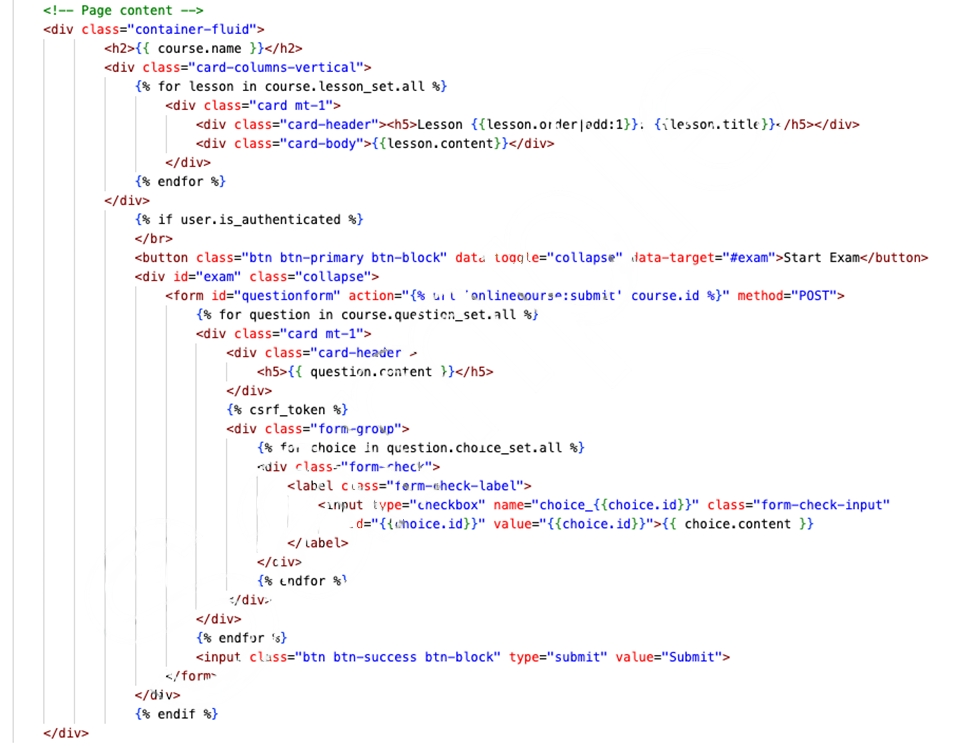 <!-- Page content -->
<div class="container-fluid">
<h2>{{ course.name }}</h2>
<div class="card-columns-vertical">
{% for lesson in course.lesson_set.all %}
<div class="card mt-1">
<div class="card-header"><h5>Lesson {{lesson.order|add:1}}: {{lesson.title}}</h5></div>
<div class="card-body">{{lesson.content}}</div>
</div>
{% endfor %}
</div>
{% if user.is_authenticated %}
</br>
<button class="btn btn-primary btn-block" data-toggle="collapse" data-target="#exam">Start Exam</button>
<div id="exam" class="collapse">
<form id="questionform" action="{% url 'onlinecourse:submit' course.id %}" method="POST">
{% for question in course.question_set.all %}
<div class="card mt-1">
<div class="card-header">
<h5>{{ question.content }}</h5>
</div>
{% csrf_token %}
<div class="form-group">
{% for choice in question.choice_set.all %}
<div class="form-check">
<label class="form-check-label">
<input type="checkbox" name="choice_{{choice.id}}" class="form-check-input"
id="{{choice.id}}" value="{{choice.id}}">{{ choice.content }}
</label>
</div>
{% endfor %}
</div>
</div>
{% endfor %}
<input class="btn btn-success btn-block" type="submit" value="Submit">
</form>
</div>
{% endif %}
</div>